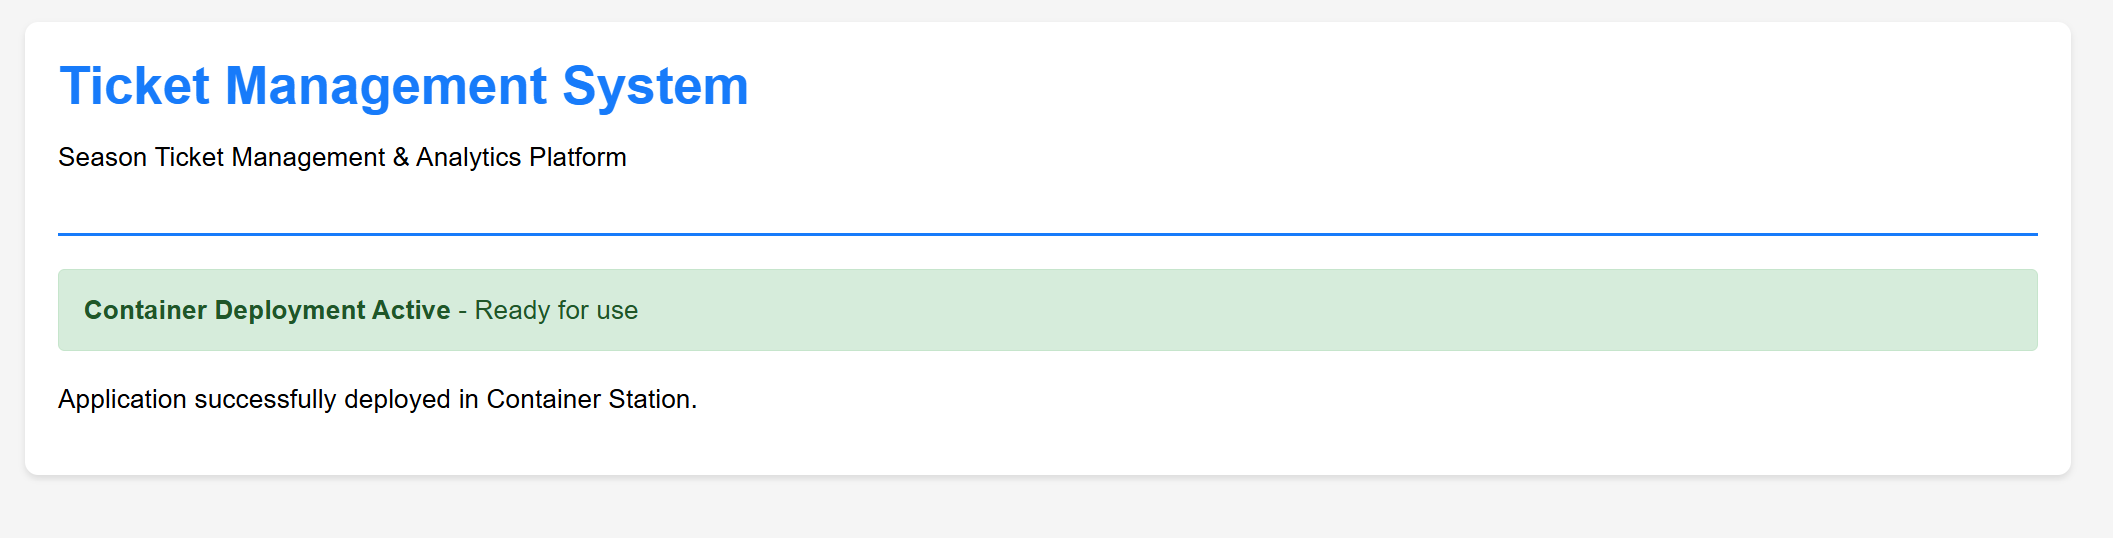 Ticket Management System
Season Ticket Management & Analytics Platform
Container Deployment Active - Ready for use
Application successfully deployed in Container Station.